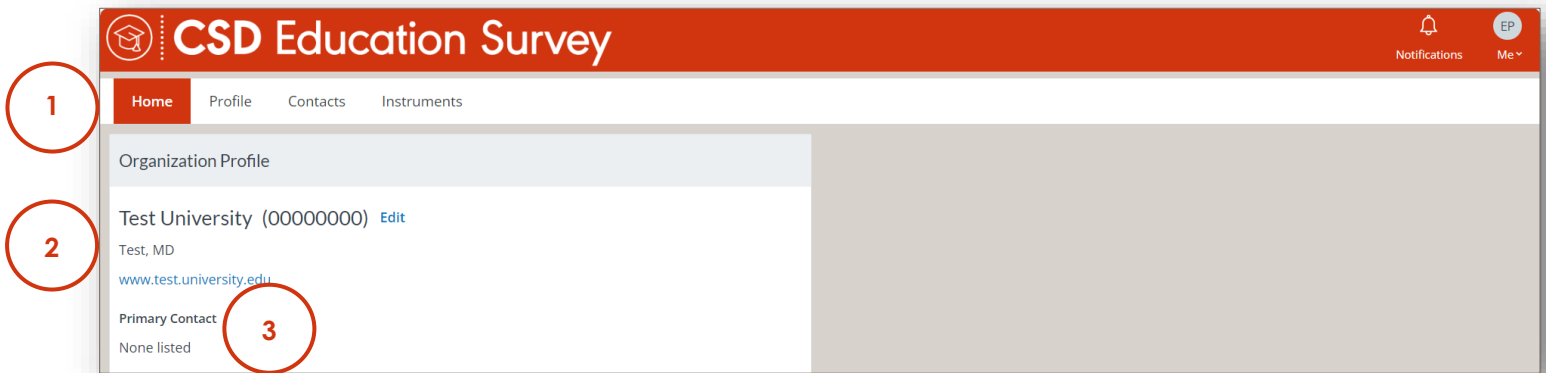 CSD Education Survey
Notifications
EP
Me
1
Home Profile Contacts Instruments
Organization Profile
2
Test University (00000000) Edit
Test, MD
www.test.university.edu
Primary Contact
3
None listed